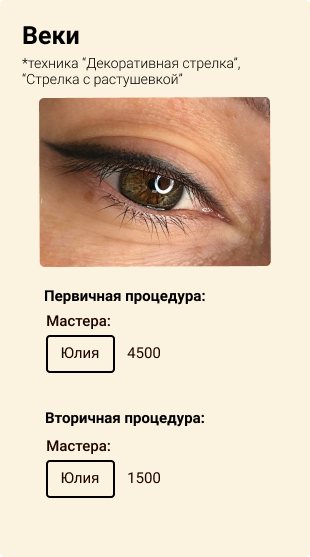 Веки
*техника “Декоративная стрелка”,
“Стрелка с растушевкой”
Первичная процедура:
Мастера:
Юлия 4500
Вторичная процедура:
Мастера:
Юлия 1500